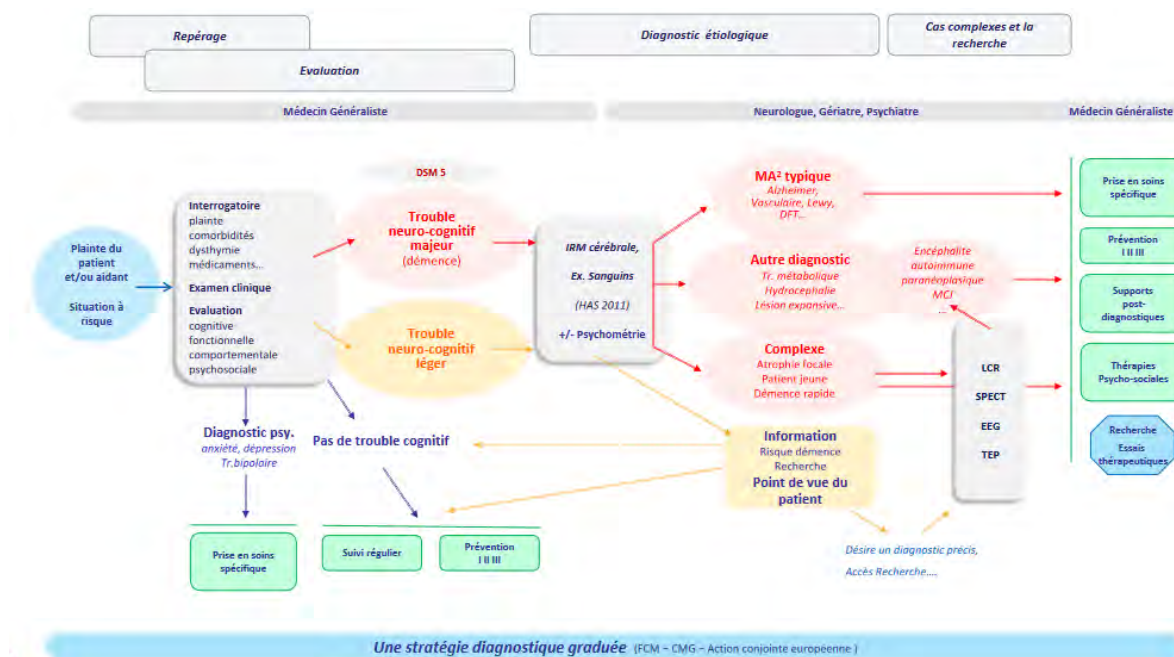 Repérage
Evaluation
Diagnostic étiologique
Cas complexes et la
recherche
Médecin Généraliste
Neurologue, Gériatre, Psychiatre
Médecin Généraliste
Plainte du
patient
et/ou aidant
Situation à
risque
Interrogatoire
plainte
comorbidités
dysthymie
médicaments...
Examen clinique
Evaluation
cognitive
fonctionnelle
comportementale
psychosociale
DSM 5
Trouble
neuro-cognitif
majeur
(démence)
Trouble
neuro-cognitif
léger
IRM cérébrale,
Ex. Sanguins
(HAS 2011)
+/- Psychométrie
MA² typique
Alzheimer,
Vasculaire, Lewy,
DFT...
Autre diagnostic
Tr. métabolique
Hydrocephalie
Lésion expansive...
Complexe
Atrophie focale
Patient jeune
Démence rapide
Encéphalite
autoimmune
paranéoplasique
MCI
...
LCR
SPECT
EEG
TEP
Prise en soins
spécifique
Prévention
I II III
Supports
post-
diagnostiques
Thérapies
Psycho-sociales
Recherche
Essais
thérapeutiques
Diagnostic psy.
anxiété, dépression
Tr.bipolaire
Pas de trouble cognitif
Information
Risque démence
Recherche
Point de vue du
patient
Prise en soins
spécifique
Suivi régulier
Prévention
I II III
Désire un diagnostic précis,
Accès Recherche....
Une stratégie diagnostique graduée (FCM – CMG – Action conjointe européenne )